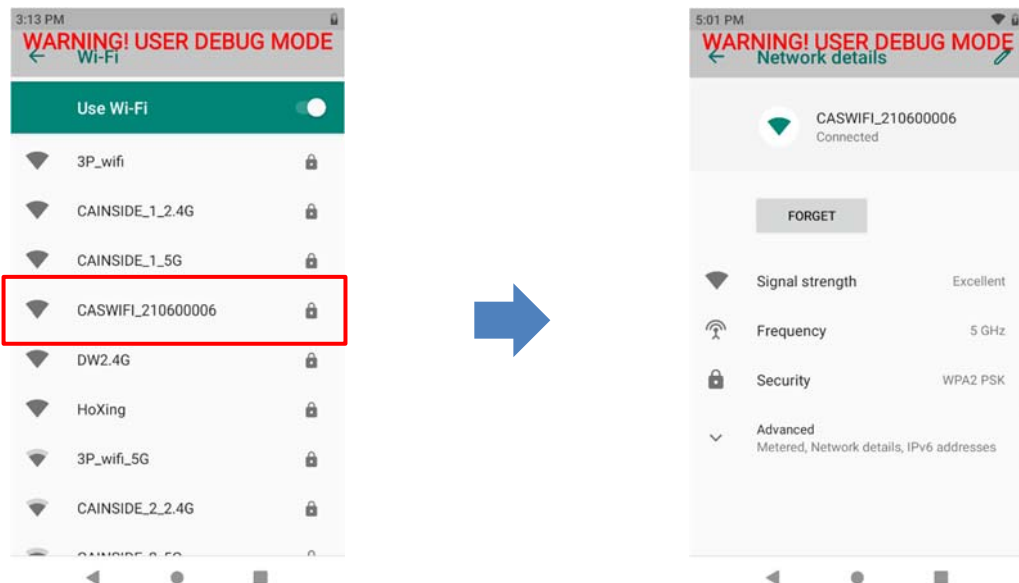 3:13 PM
WARNING! USER DEBUG MODE
Wi-Fi
Use Wi-Fi
3P_wifi
CAINSIDE_1_2.4G
CAINSIDE_1_5G
CASWIFI_210600006
DW2.4G
HoXing
3P_wifi_5G
CAINSIDE_2_2.4G
5:01 PM
WARNING! USER DEBUG MODE
Network details
CASWIFI_210600006
Connected
FORGET
Signal strength Excellent
Frequency 5 GHz
Security WPA2 PSK
Advanced
Metered, Network details, IPv6 addresses